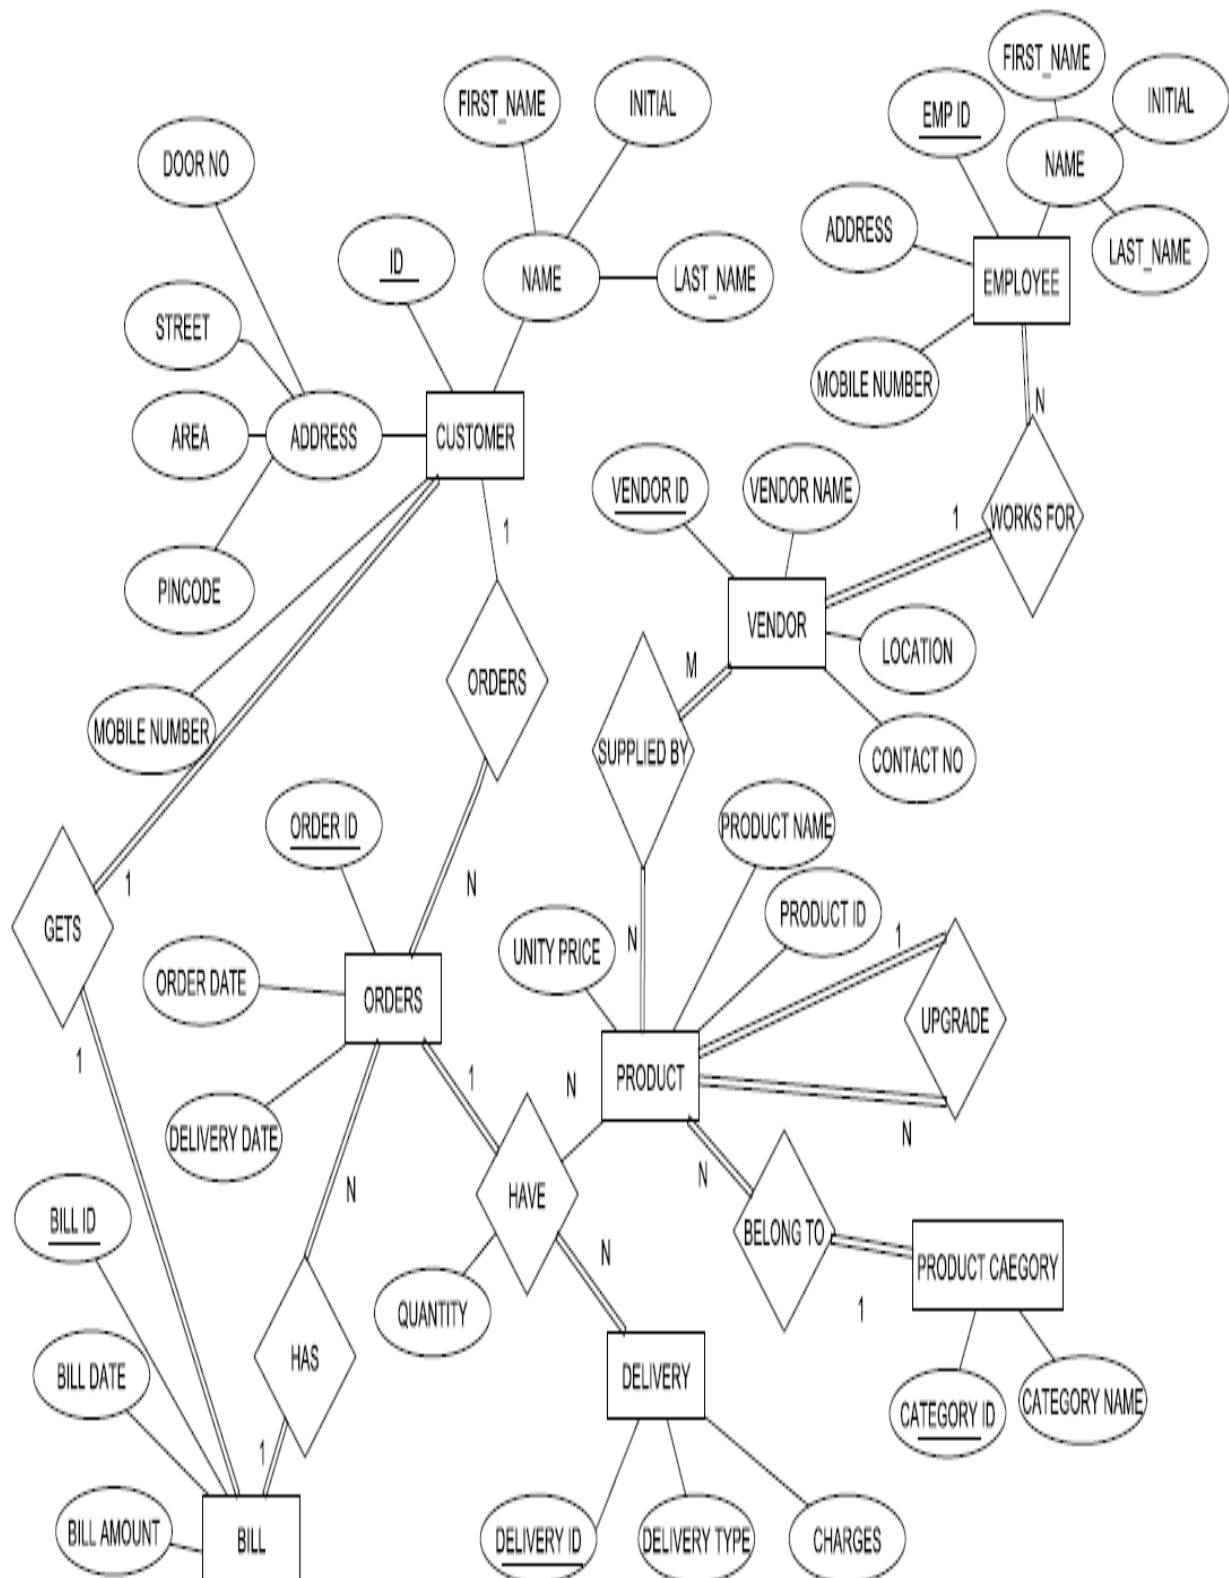 FIRST_NAME
FIRST_NAME
INITIAL
EMP ID
INITIAL
DOOR NO
NAME
ADDRESS
LAST_NAME
ID
NAME
LAST_NAME
EMPLOYEE
STREET
MOBILE NUMBER
N
AREA
ADDRESS
CUSTOMER
VENDOR ID
VENDOR NAME
1
WORKS FOR
1
PINCODE
VENDOR
LOCATION
M
ORDERS
MOBILE NUMBER
SUPPLIED BY
CONTACT NO
ORDER ID
PRODUCT NAME
1
N
PRODUCT ID
GETS
N
1
UNITY PRICE
ORDER DATE
ORDERS
UPGRADE
1
1
N
PRODUCT
DELIVERY DATE
N
N
N
HAVE
BILL ID
BELONG TO
N
PRODUCT CAEGORY
QUANTITY
1
HAS
BILL DATE
DELIVERY
CATEGORY ID
CATEGORY NAME
1
BILL AMOUNT
BILL
DELIVERY ID
DELIVERY TYPE
CHARGES